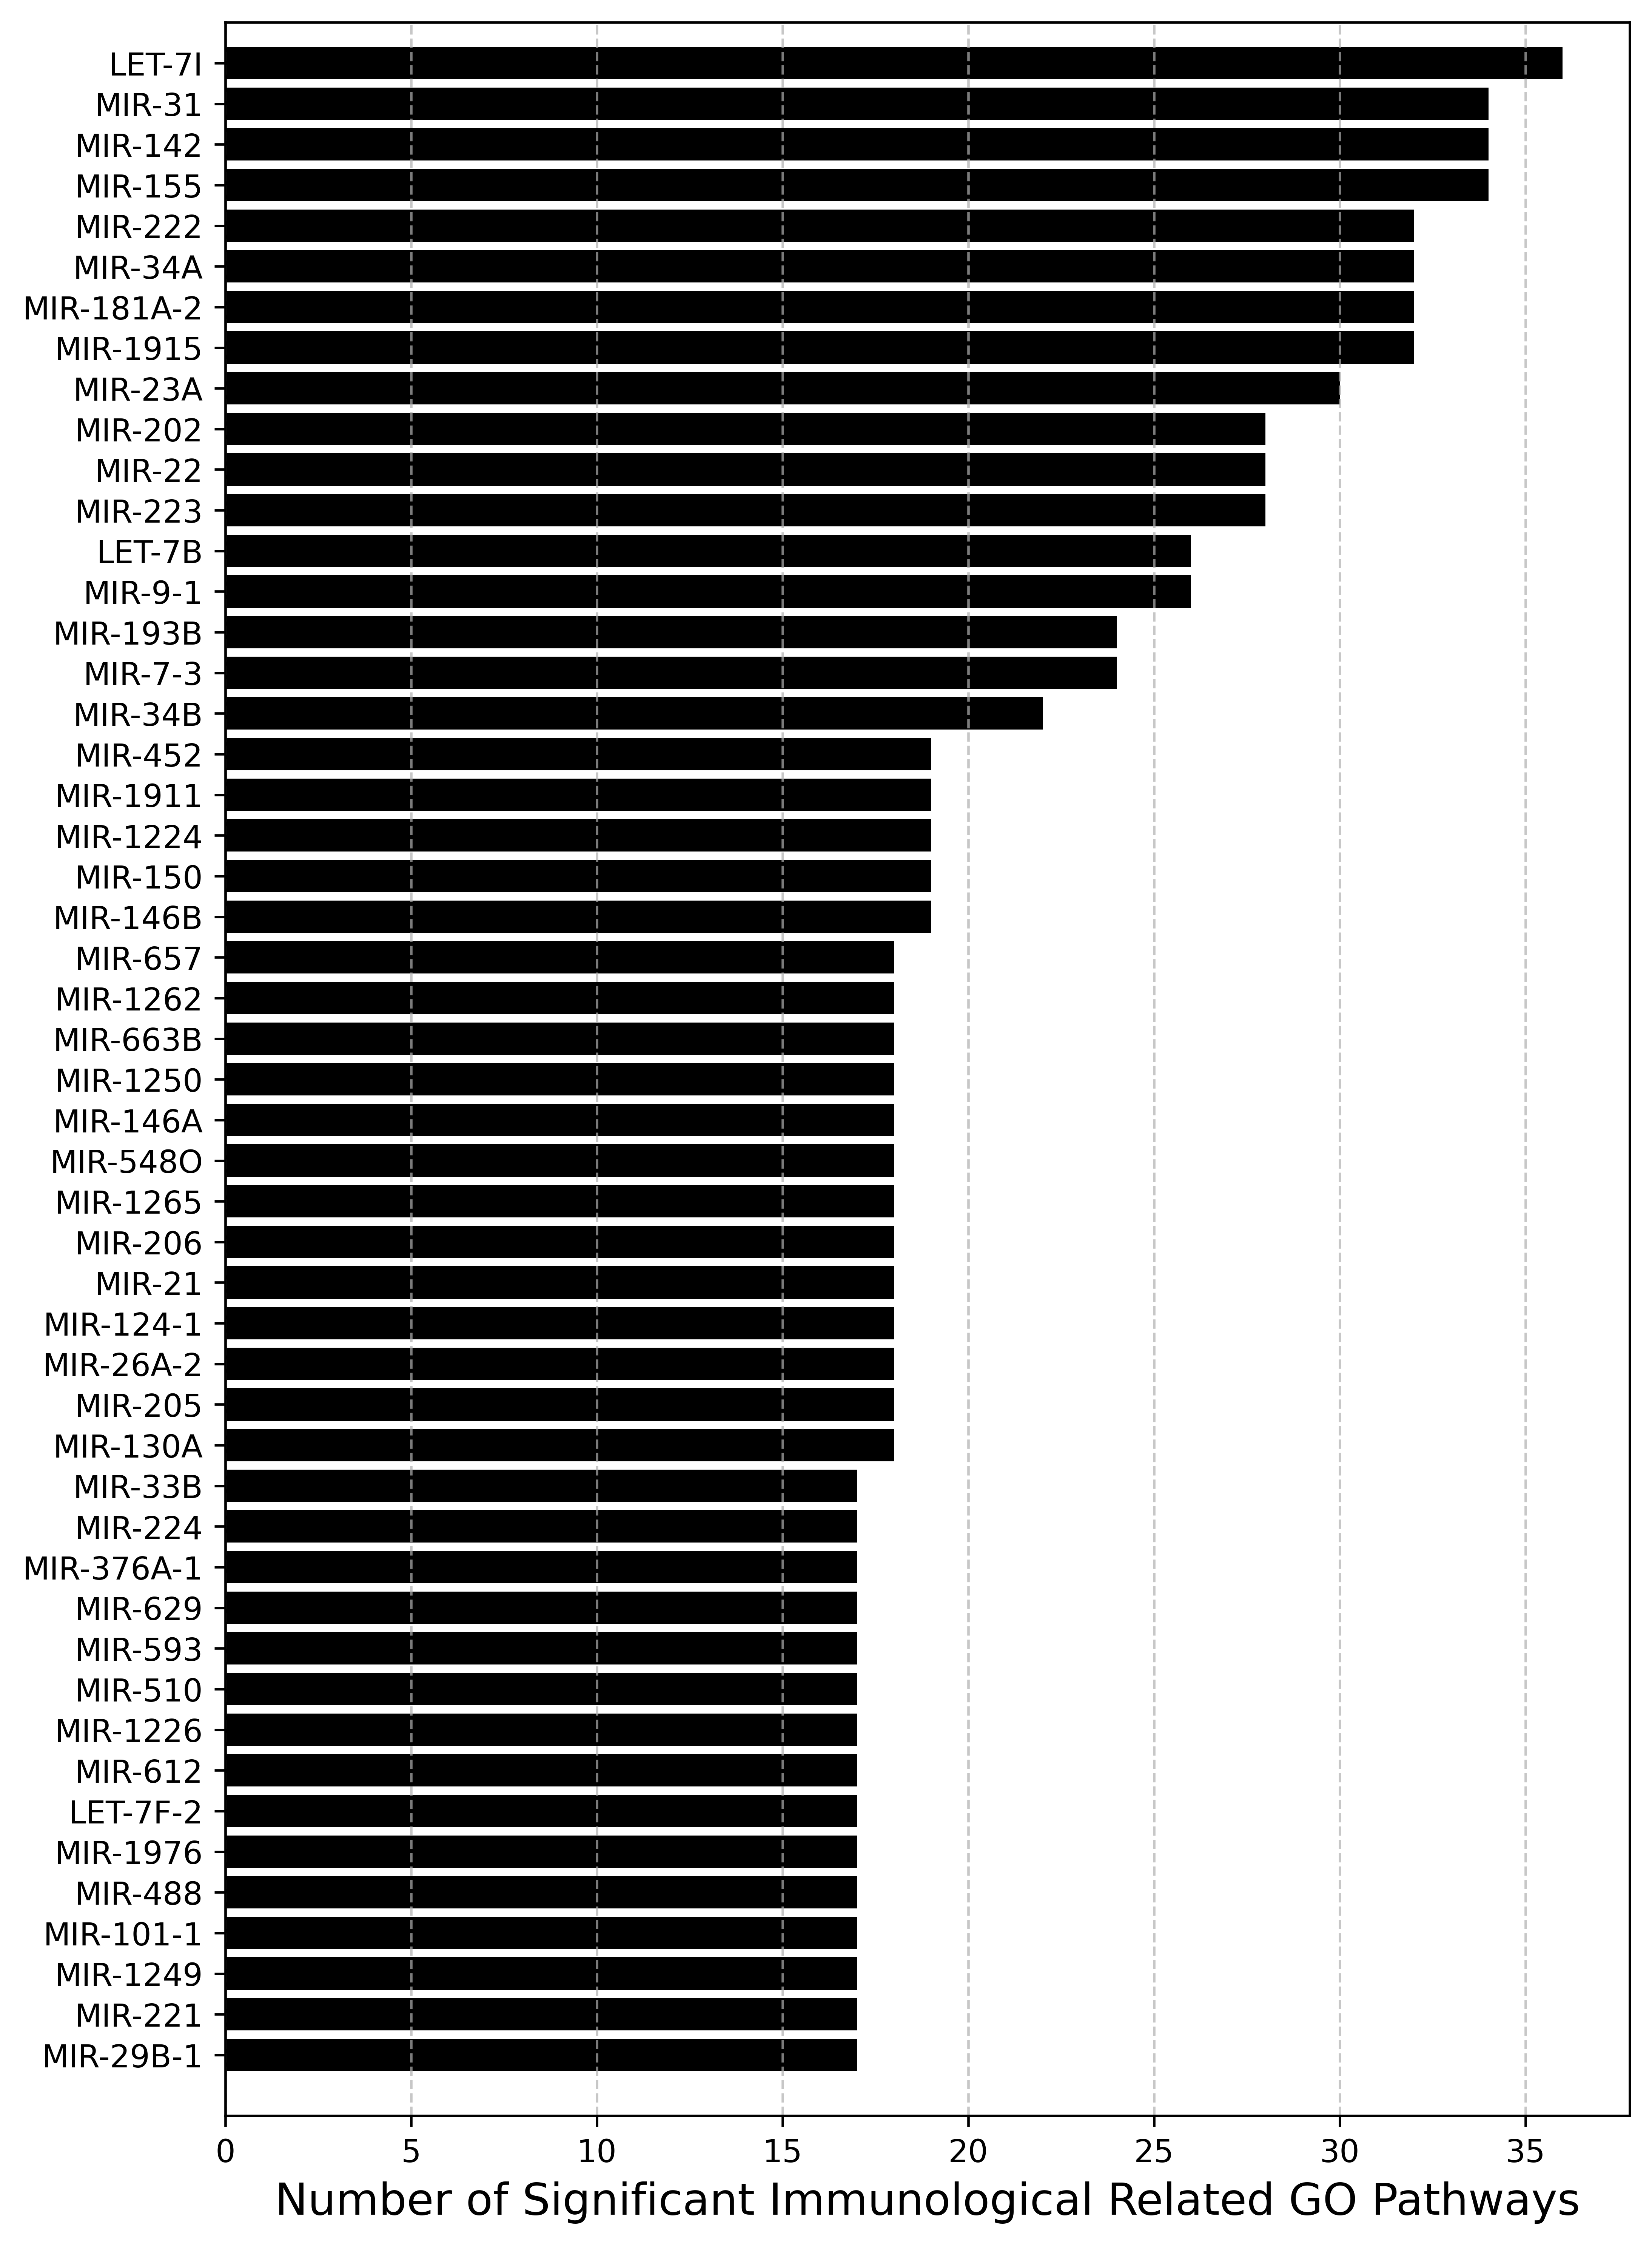 LET-7I
MIR-31
MIR-142
MIR-155
MIR-222
MIR-34A
MIR-181A-2
MIR-1915
MIR-23A
MIR-202
MIR-22
MIR-223
LET-7B
MIR-9-1
MIR-193B
MIR-7-3
MIR-34B
MIR-452
MIR-1911
MIR-1224
MIR-150
MIR-146B
MIR-657
MIR-1262
MIR-663B
MIR-1250
MIR-146A
MIR-548O
MIR-1265
MIR-206
MIR-21
MIR-124-1
MIR-26A-2
MIR-205
MIR-130A
MIR-33B
MIR-224
MIR-376A-1
MIR-629
MIR-593
MIR-510
MIR-1226
MIR-612
LET-7F-2
MIR-1976
MIR-488
MIR-101-1
MIR-1249
MIR-221
MIR-29B-1
0 5 10 15 20 25 30 35
Number of Significant Immunological Related GO Pathways